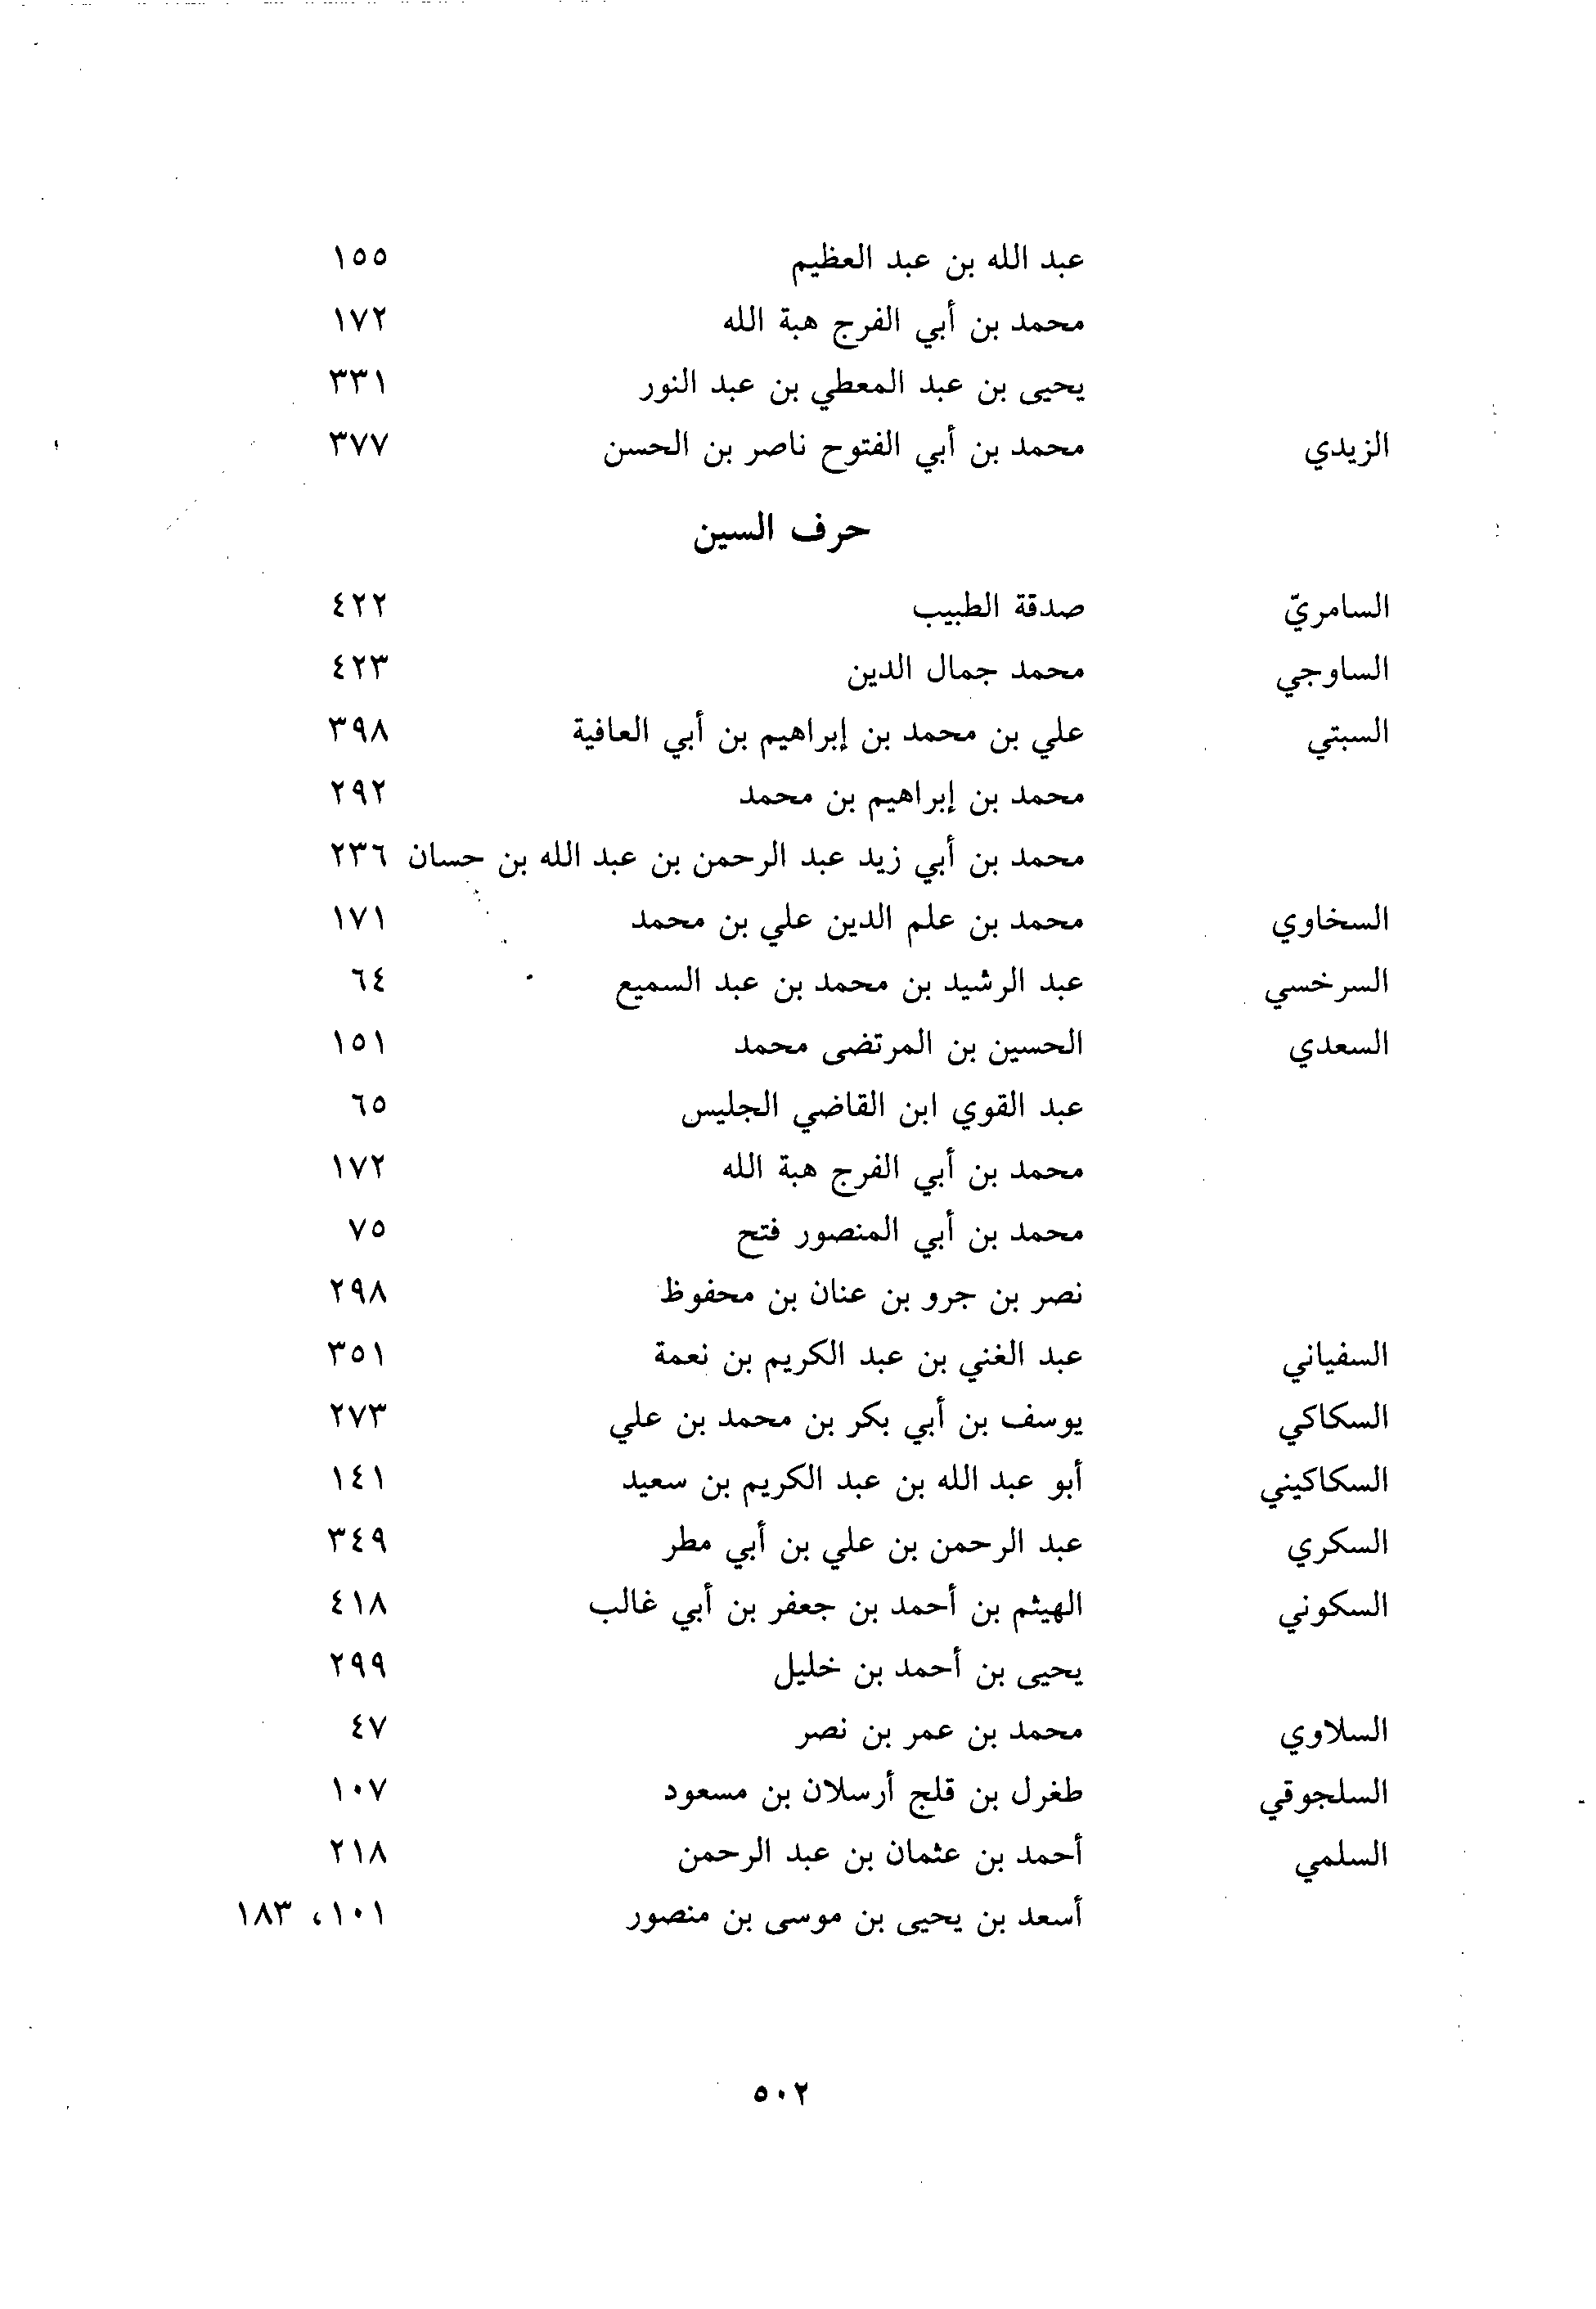 عبد الله بن عبد العظيم ١٥٥
محمد بن أبي الفرج هبة الله ١٧٢
يحيى بن عبد المعطي بن عبد النور ٣٣١
الزيدي محمد بن أبي الفتوح ناصر بن الحسن ٣٧٧
حرف السين
السامريّ صدقة الطبيب ٤٢٢
الساوجي محمد جمال الدين ٤٢٣
السبتي علي بن محمد بن إبراهيم بن أبي العافية ٣٩٨
محمد بن إبراهيم بن محمد ٢٩٢
محمد بن أبي زيد عبد الرحمن بن عبد الله بن حسان ٢٣٦
السخاوي محمد بن علم الدين علي بن محمد ١٧١
السرخسي عبد الرشيد بن محمد بن عبد السميع ٦٤
السعدي الحسين بن المرتضى محمد ١٥١
عبد القوي ابن القاضي الجليس ٦٥
محمد بن أبي الفرج هبة الله ١٧٢
محمد بن أبي المنصور فتح ٧٥
نصر بن جرو بن عنان بن محفوظ ٢٩٨
السفياني عبد الغني بن عبد الكريم بن نعمة ٣٥١
السكاكي يوسف بن أبي بكر بن محمد بن علي ٢٧٣
السكاكيني أبو عبد الله بن عبد الكريم بن سعيد ١٤١
السكري عبد الرحمن بن علي بن أبي مطر ٣٤٩
السكوني الهيثم بن أحمد بن جعفر بن أبي غالب ٤١٨
يحيى بن أحمد بن خليل ٢٩٩
السلاوي محمد بن عمر بن نصر ٤٧
السلجوقي طغرل بن قلج أرسلان بن مسعود ١٠٧
السلمي أحمد بن عثمان بن عبد الرحمن ٢١٨
أسعد بن يحيى بن موسى بن منصور ١٠١، ١٨٣
٥٠٢